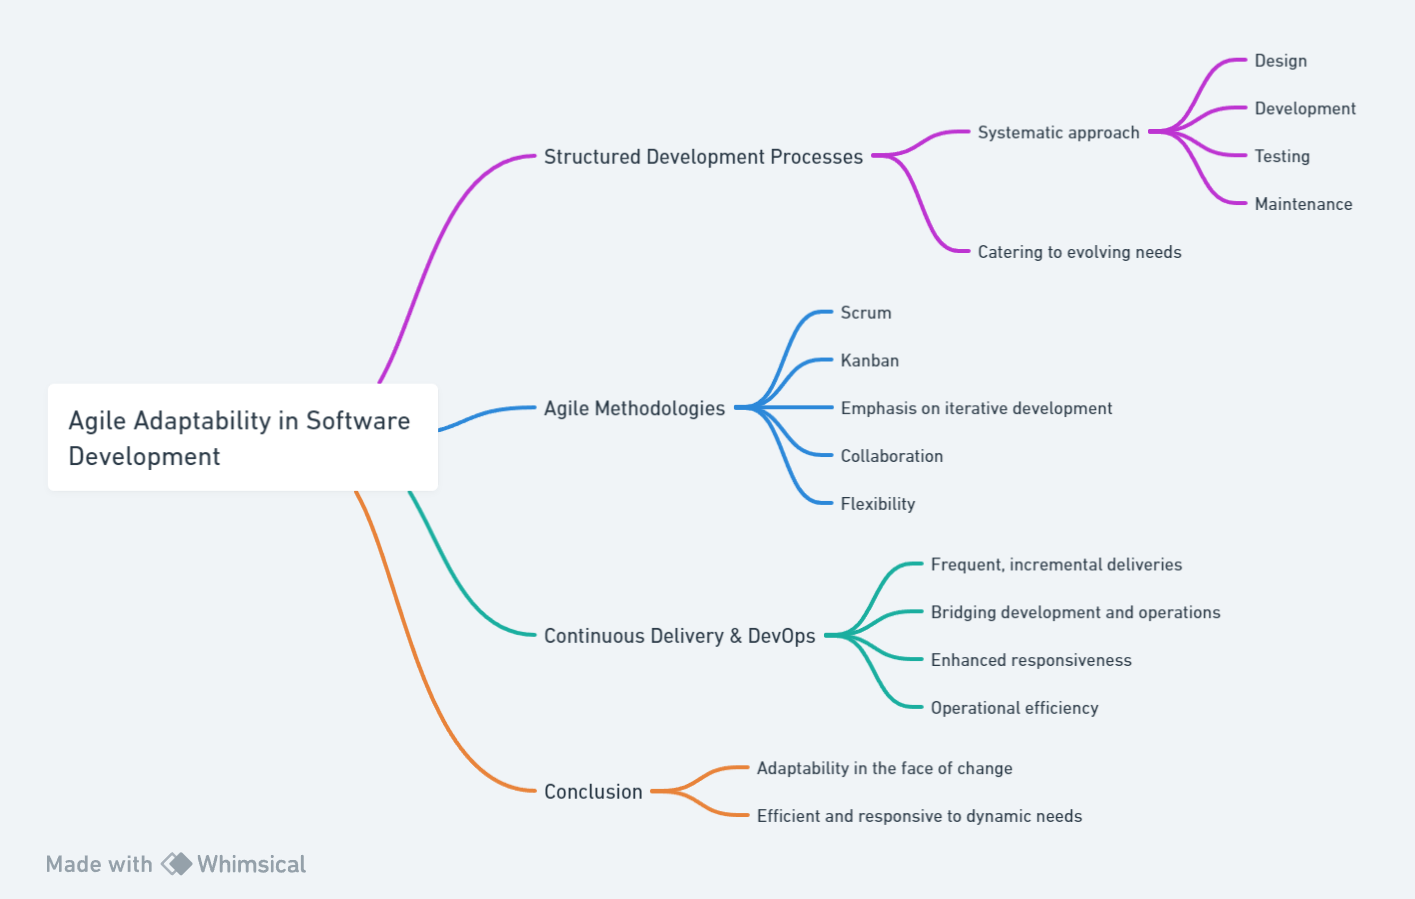 Agile Adaptability in Software
Development
Structured Development Processes
Systematic approach
Design
Development
Testing
Maintenance
Catering to evolving needs
Agile Methodologies
Scrum
Kanban
Emphasis on iterative development
Collaboration
Flexibility
Continuous Delivery & DevOps
Frequent, incremental deliveries
Bridging development and operations
Enhanced responsiveness
Operational efficiency
Conclusion
Adaptability in the face of change
Efficient and responsive to dynamic needs
Made with Whimsical